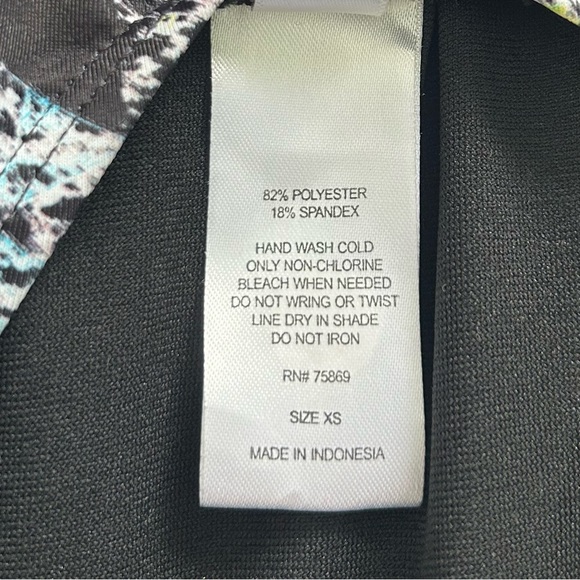 82% POLYESTER
18% SPANDEX
HAND WASH COLD
ONLY NON-CHLORINE
BLEACH WHEN NEEDED
DO NOT WRING OR TWIST
LINE DRY IN SHADE
DO NOT IRON
RN# 75869
SIZE XS
MADE IN INDONESIA